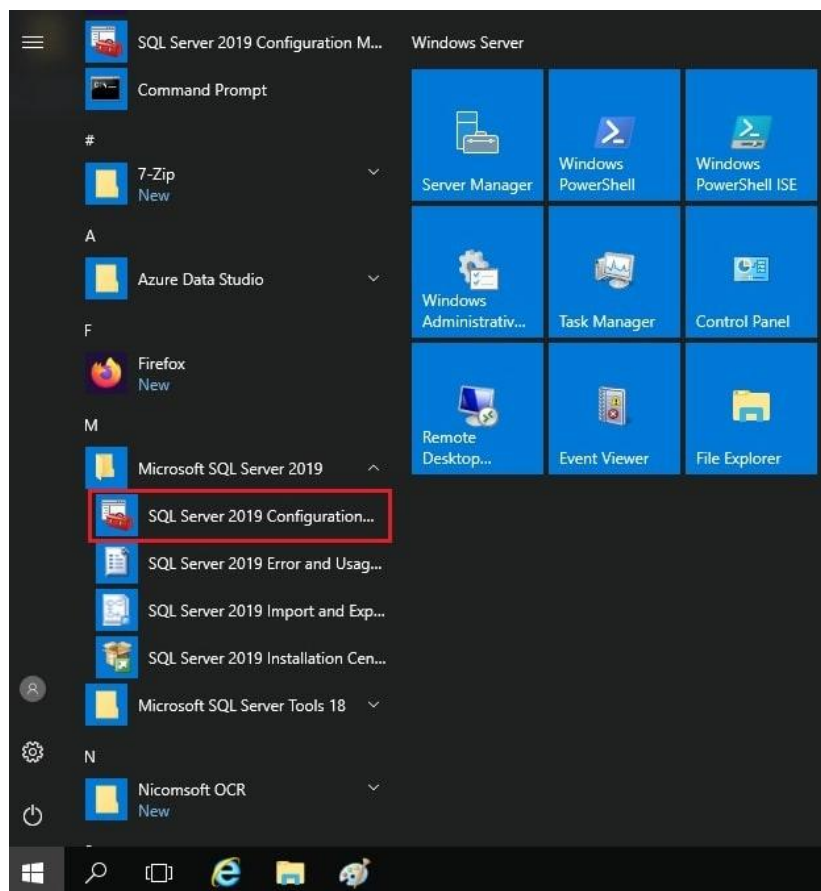 SQL Server 2019 Configuration M...
Command Prompt
#
7-Zip
New
A
Azure Data Studio
F
Firefox
New
M
Microsoft SQL Server 2019
SQL Server 2019 Configuration...
SQL Server 2019 Error and Usag...
SQL Server 2019 Import and Exp...
SQL Server 2019 Installation Cen...
Microsoft SQL Server Tools 18
N
Nicomsoft OCR
New
Windows Server
Server Manager
Windows
PowerShell
Windows
PowerShell ISE
Windows
Administrativ...
Task Manager
Control Panel
Remote
Desktop...
Event Viewer
File Explorer